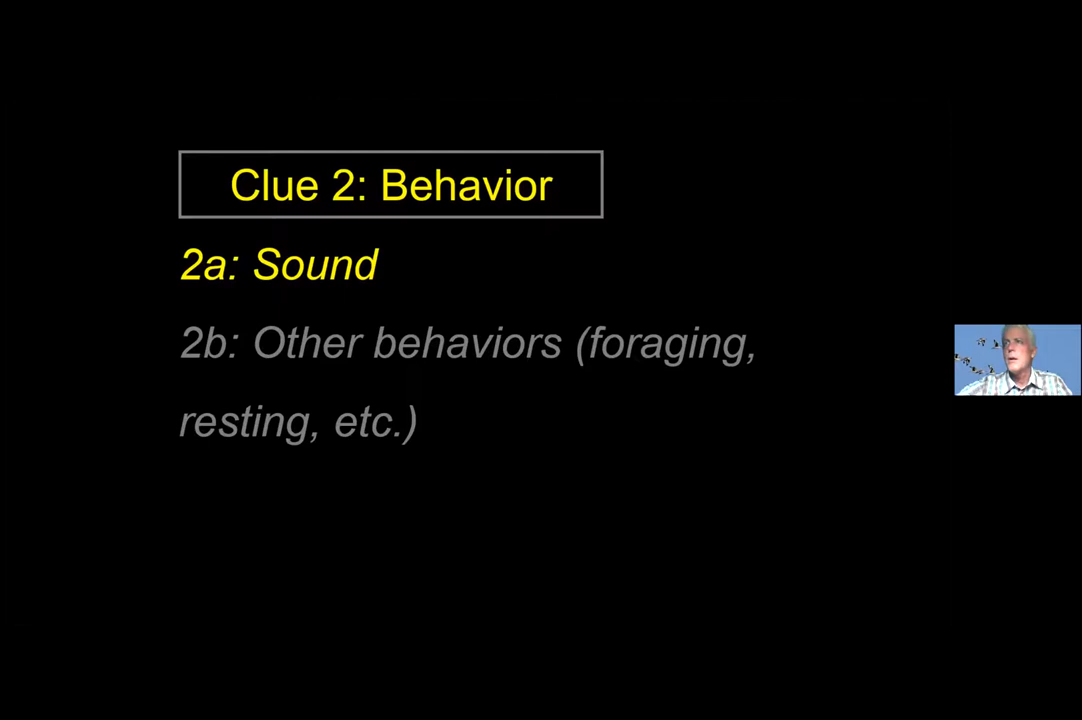 Clue 2: Behavior
2a: Sound
2b: Other behaviors (foraging,
resting, etc.)